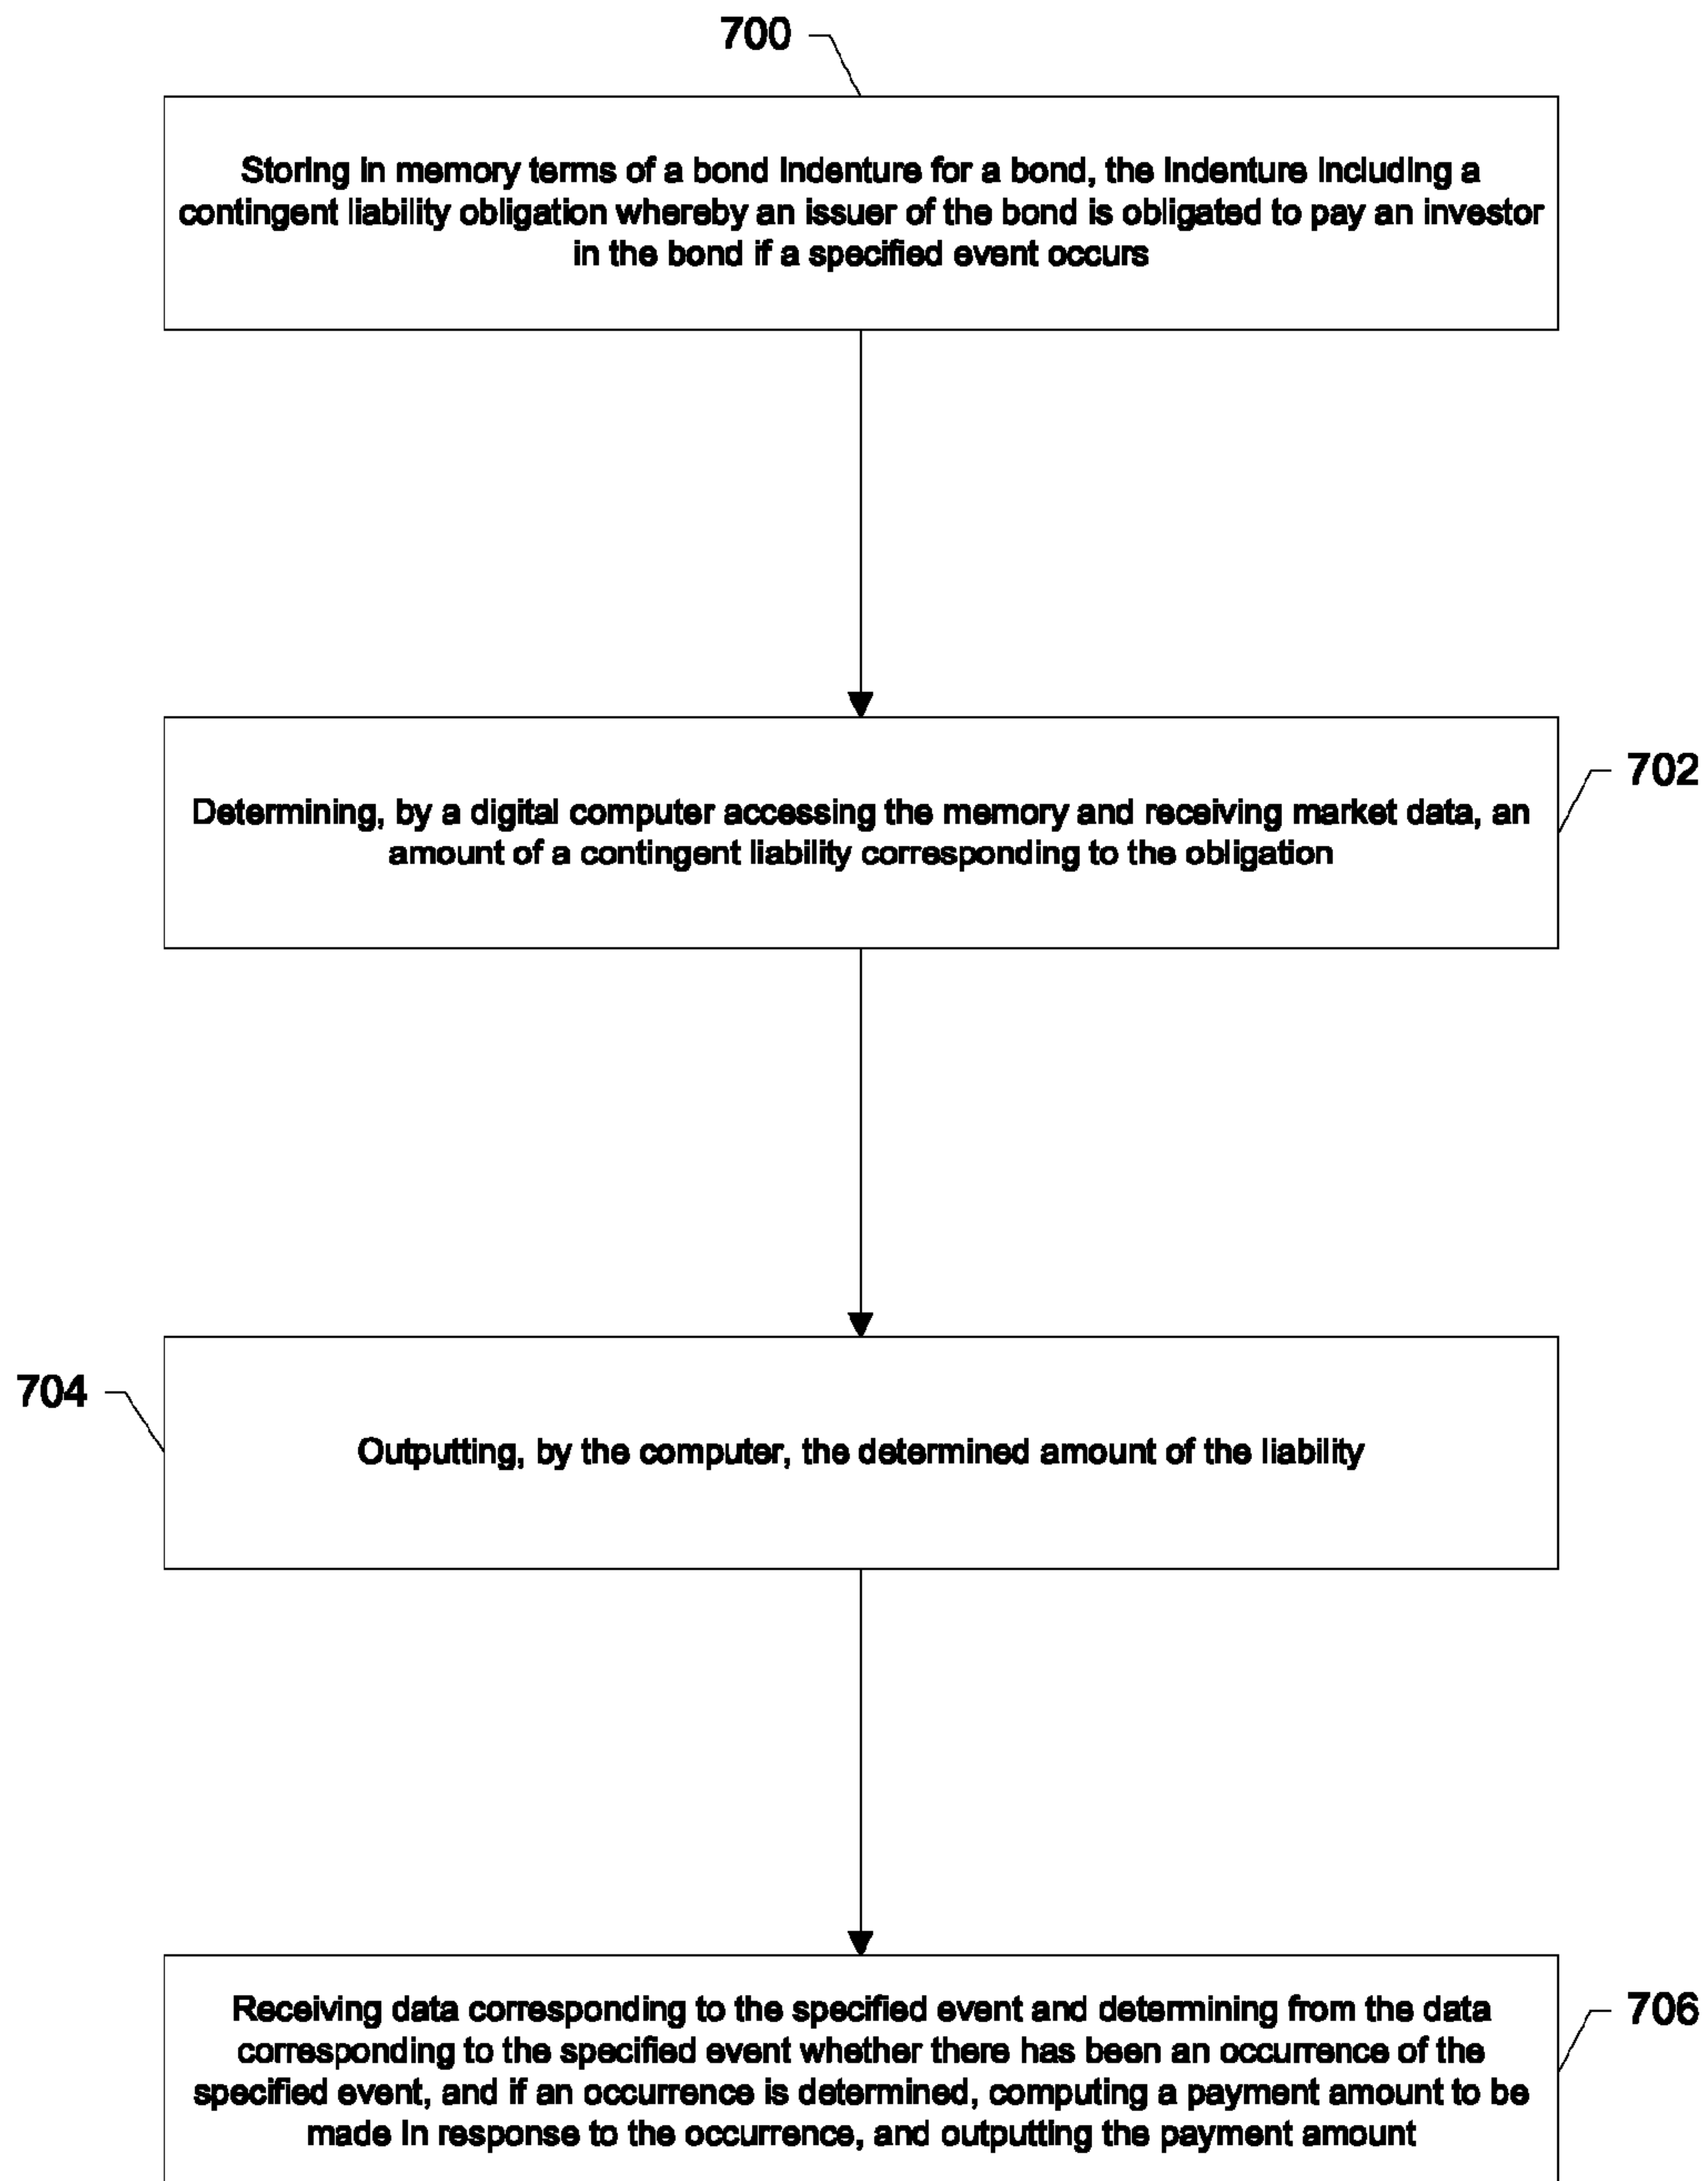 700
Storing in memory terms of a bond indenture for a bond, the indenture including a
contingent liability obligation whereby an issuer of the bond is obligated to pay an investor
in the bond if a specified event occurs
702
Determining, by a digital computer accessing the memory and receiving market data, an
amount of a contingent liability corresponding to the obligation
704
Outputting, by the computer, the determined amount of the liability
Receiving data corresponding to the specified event and determining from the data
706
corresponding to the specified event whether there has been an occurrence of the
specified event, and if an occurrence is determined, computing a payment amount to be
made in response to the occurrence, and outputting the payment amount